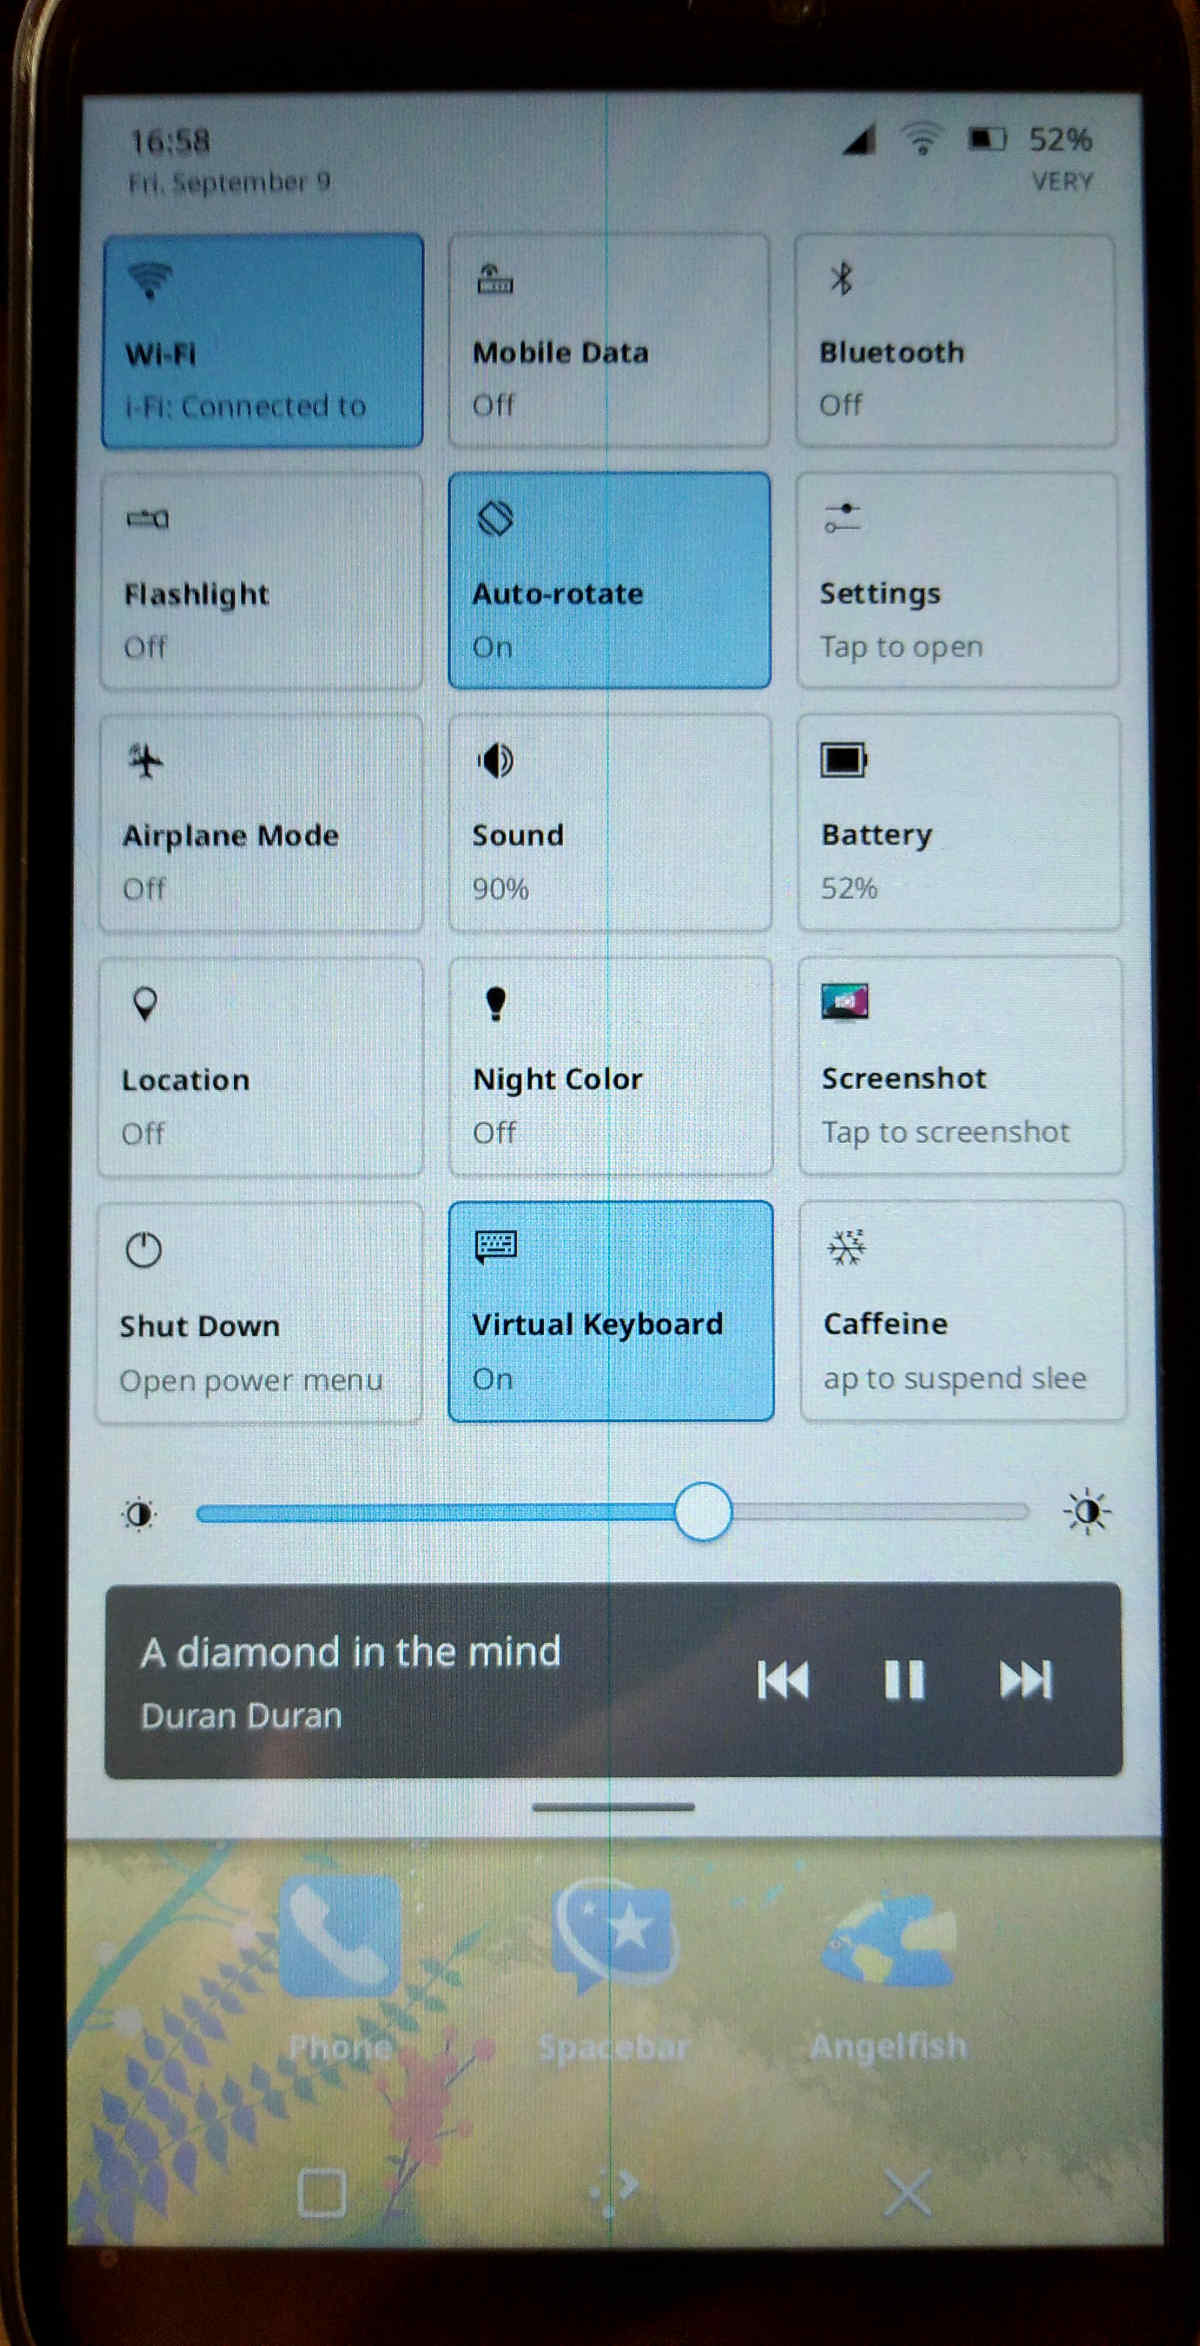 16:58
52%
Fri. September 9
VERY
Wi-Fi
Mobile Data
Bluetooth
i-Fi: Connected to
Off
Off
Flashlight
Auto-rotate
Settings
Off
On
Tap to open
Airplane Mode
Sound
Battery
Off
90%
52%
Location
Night Color
Screenshot
Off
Off
Tap to screenshot
Shut Down
Virtual Keyboard
Caffeine
Open power menu
On
ap to suspend slee
A diamond in the mind
Duran Duran
Phone
Spacebar
Angelfish